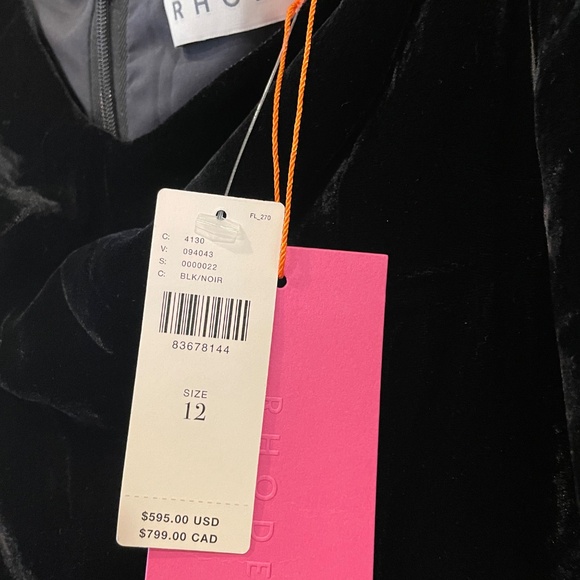 RHO
FL_270
C: 4130
V: 094043
S: 0000022
C: BLK/NOIR
83678144
SIZE
12
$595.00 USD
$799.00 CAD
RHODE